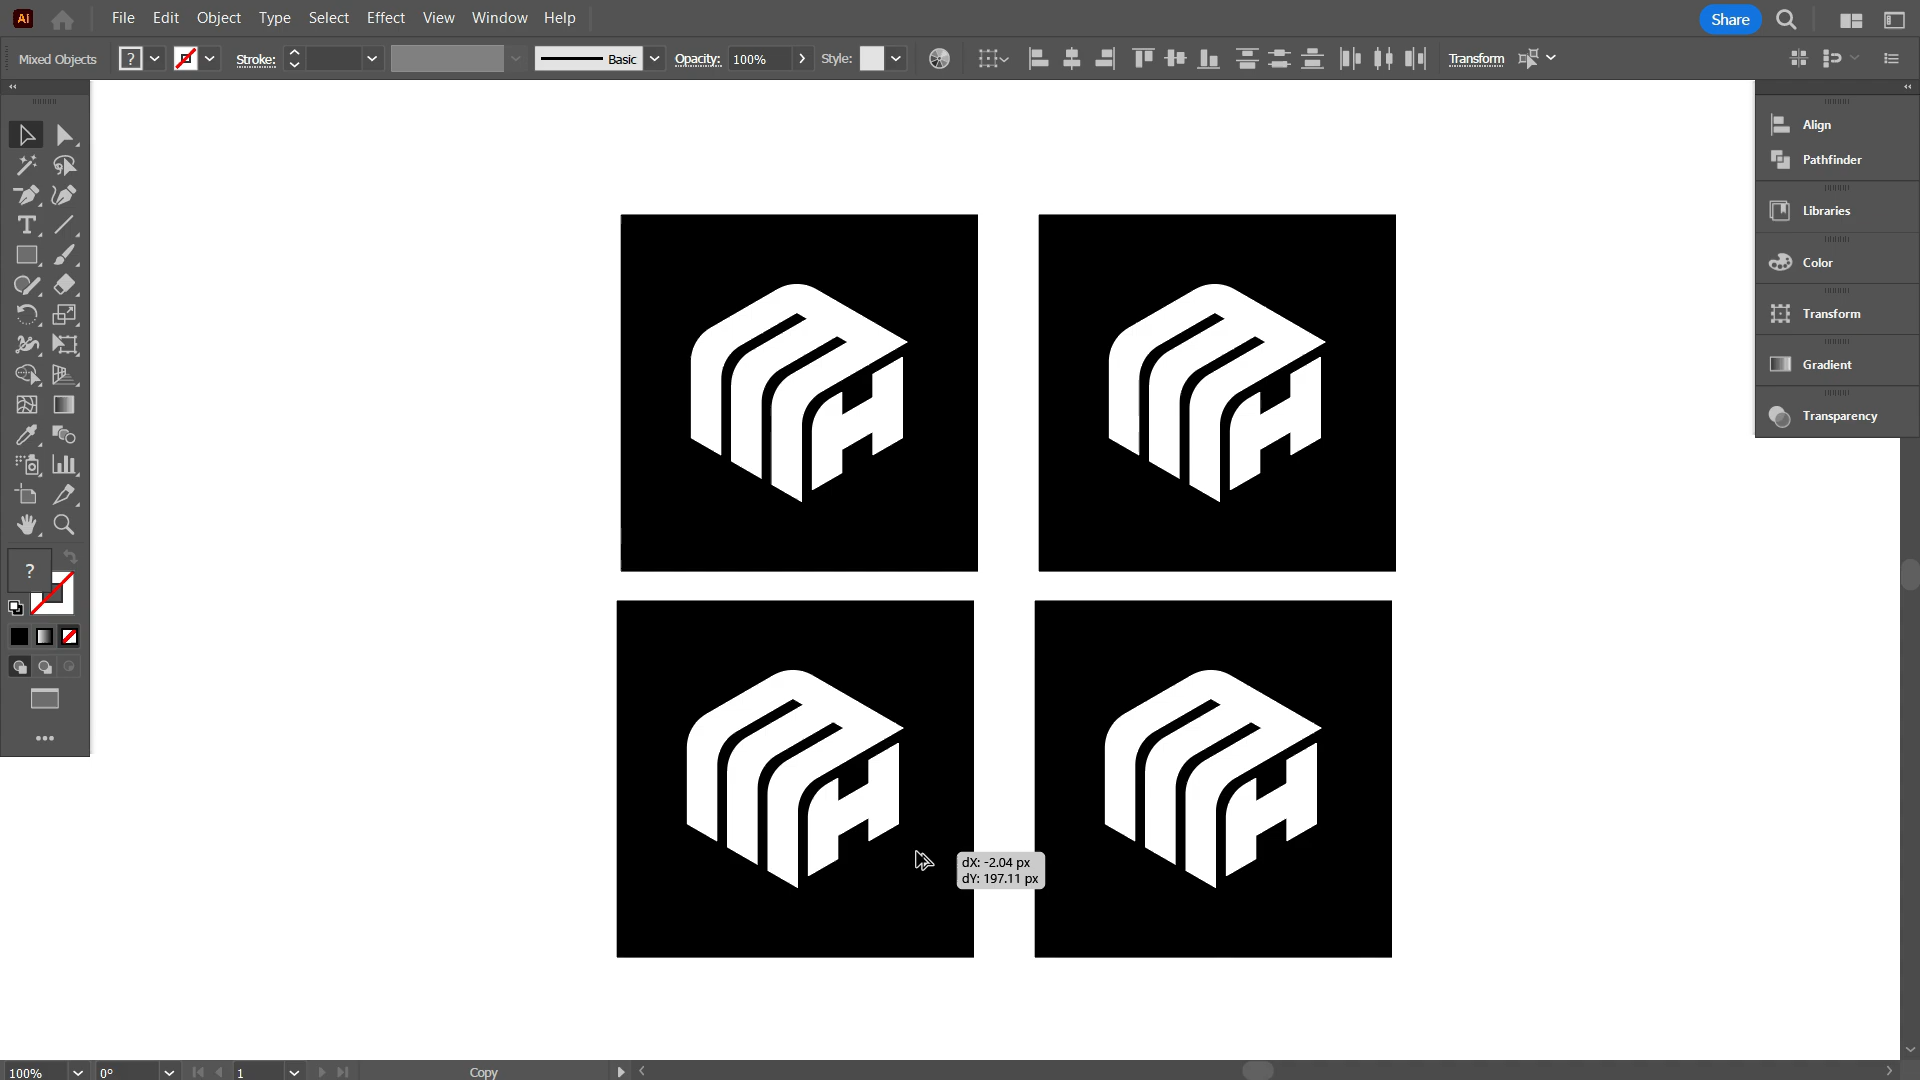 Ai File Edit Object Type Select Effect View Window Help Share
Mixed Objects ? Stroke: Basic Opacity: 100% Style: Transform
Align
Pathfinder
Libraries
Color
Transform
Gradient
Transparency
?
dX: -2.04 px
dY: 197.11 px
100% 0° 1 Copy